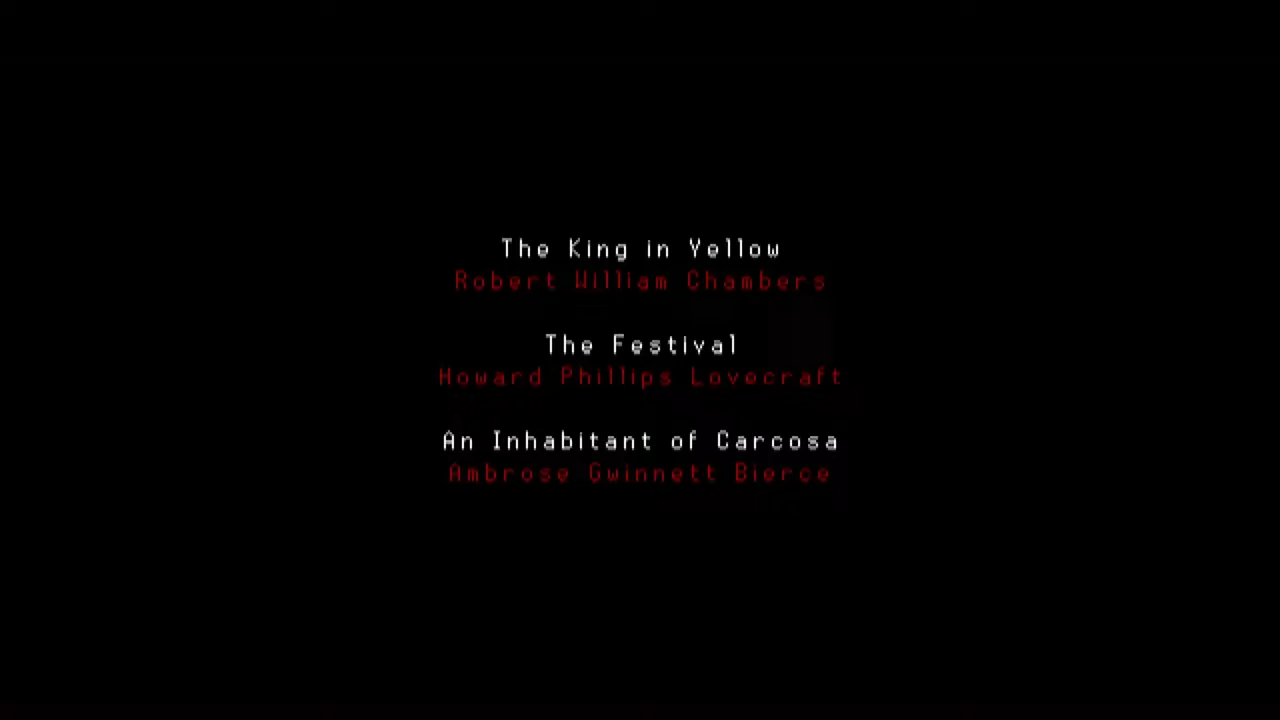 The King in Yellow
Robert William Chambers
The Festival
Howard Phillips Lovecraft
An Inhabitant of Carcosa
Ambrose Gwinnett Bierce